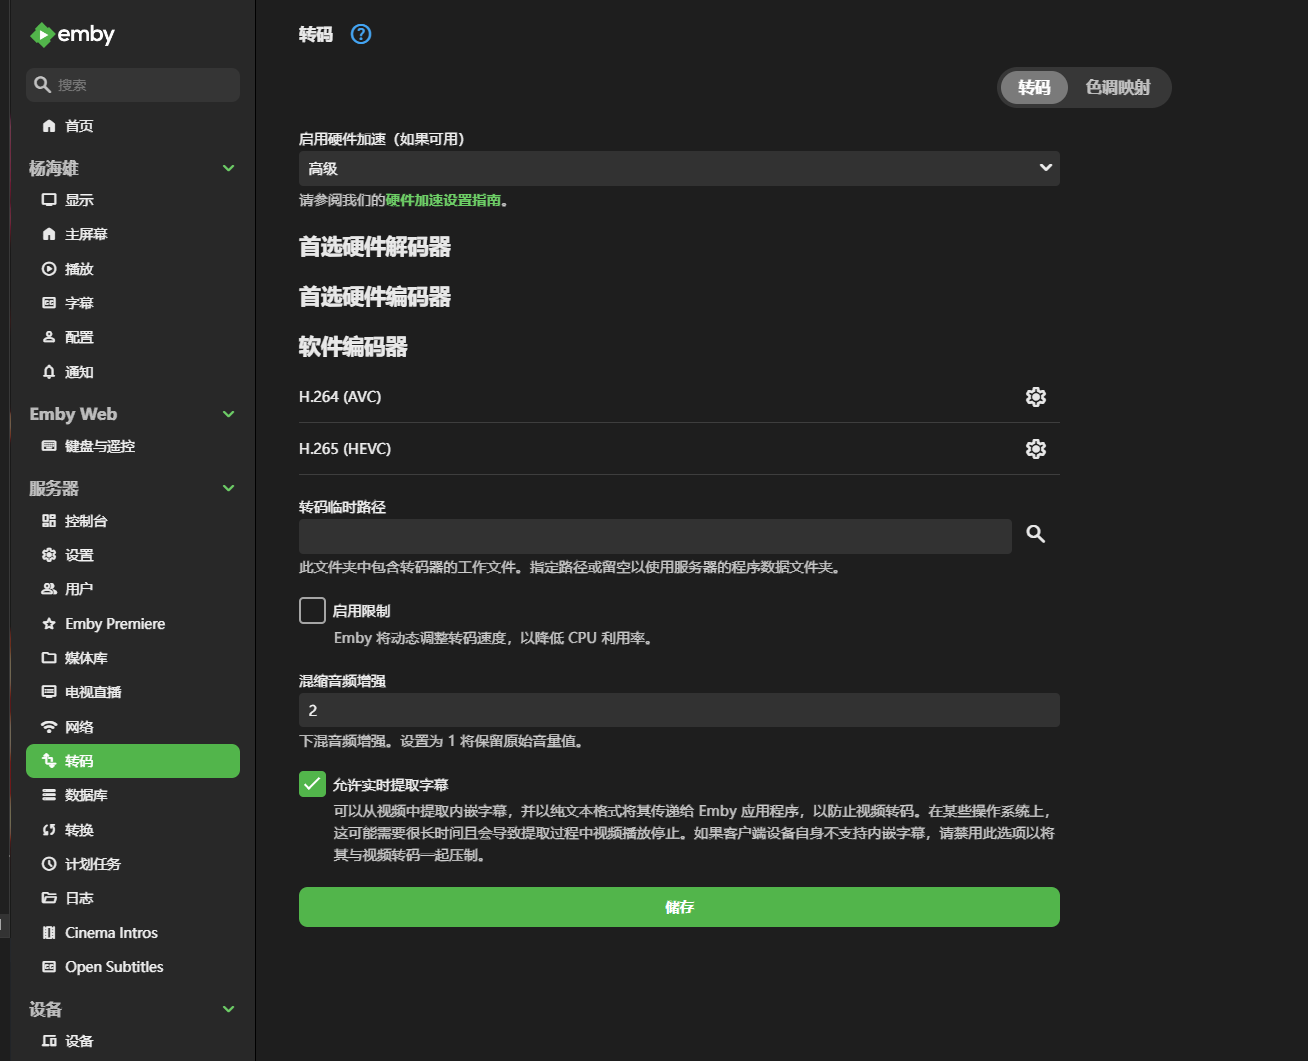 emby
搜索
首页
杨海雄
显示
主屏幕
播放
字幕
配置
通知
Emby Web
键盘与遥控
服务器
控制台
设置
用户
Emby Premiere
媒体库
电视直播
网络
转码
数据库
转换
计划任务
日志
Cinema Intros
Open Subtitles
设备
设备
转码
转码
色调映射
启用硬件加速（如果可用）
高级
请参阅我们的硬件加速设置指南。
首选硬件解码器
首选硬件编码器
软件编码器
H.264 (AVC)
H.265 (HEVC)
转码临时路径
此文件夹中包含转码器的工作文件。指定路径或留空以使用服务器的程序数据文件夹。
启用限制
Emby 将动态调整转码速度，以降低 CPU 利用率。
混缩音频增强
2
下混音频增强。设置为 1 将保留原始音量值。
允许实时提取字幕
可以从视频中提取内嵌字幕，并以纯文本格式将其传递给 Emby 应用程序，以防止视频转码。在某些操作系统上，
这可能需要很长时间且会导致提取过程中视频播放停止。如果客户端设备自身不支持内嵌字幕，请禁用此选项以将
其与视频转码一起压制。
储存